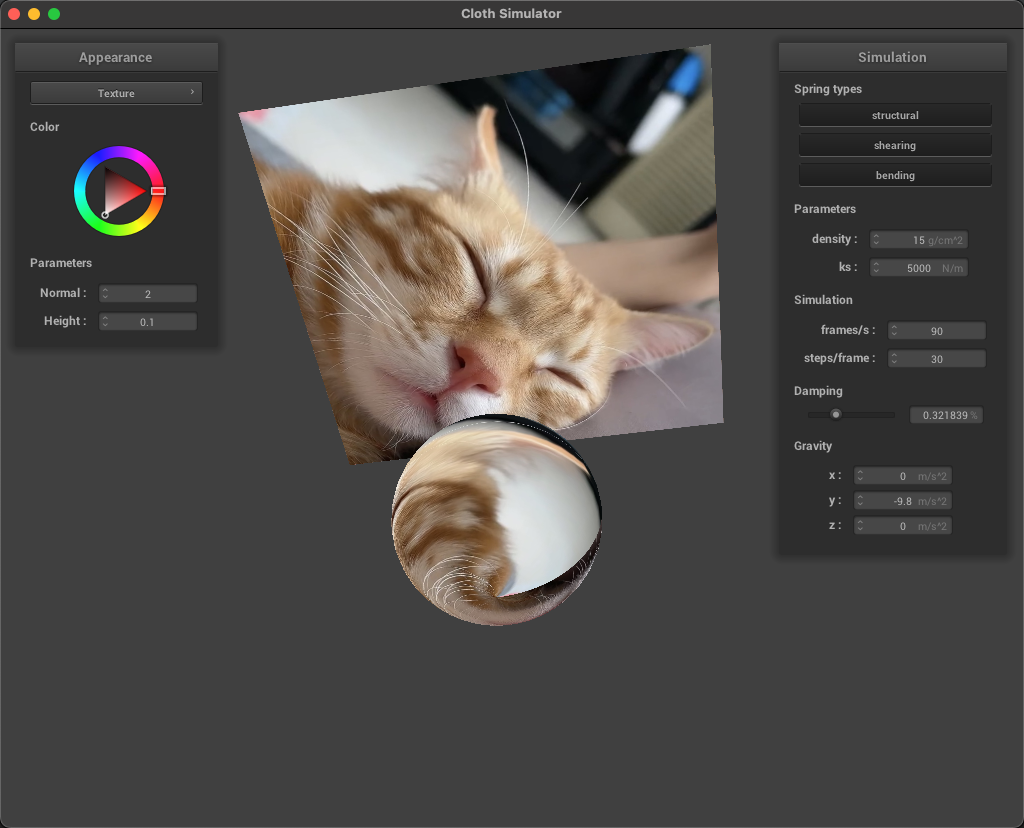 Cloth Simulator
Appearance
Texture
Color
Parameters
Normal : 2
Height : 0.1
Simulation
Spring types
structural
shearing
bending
Parameters
density : 15 g/cm^2
ks : 5000 N/m
Simulation
frames/s : 90
steps/frame : 30
Damping
0.321839 %
Gravity
x : 0 m/s^2
y : -9.8 m/s^2
z : 0 m/s^2